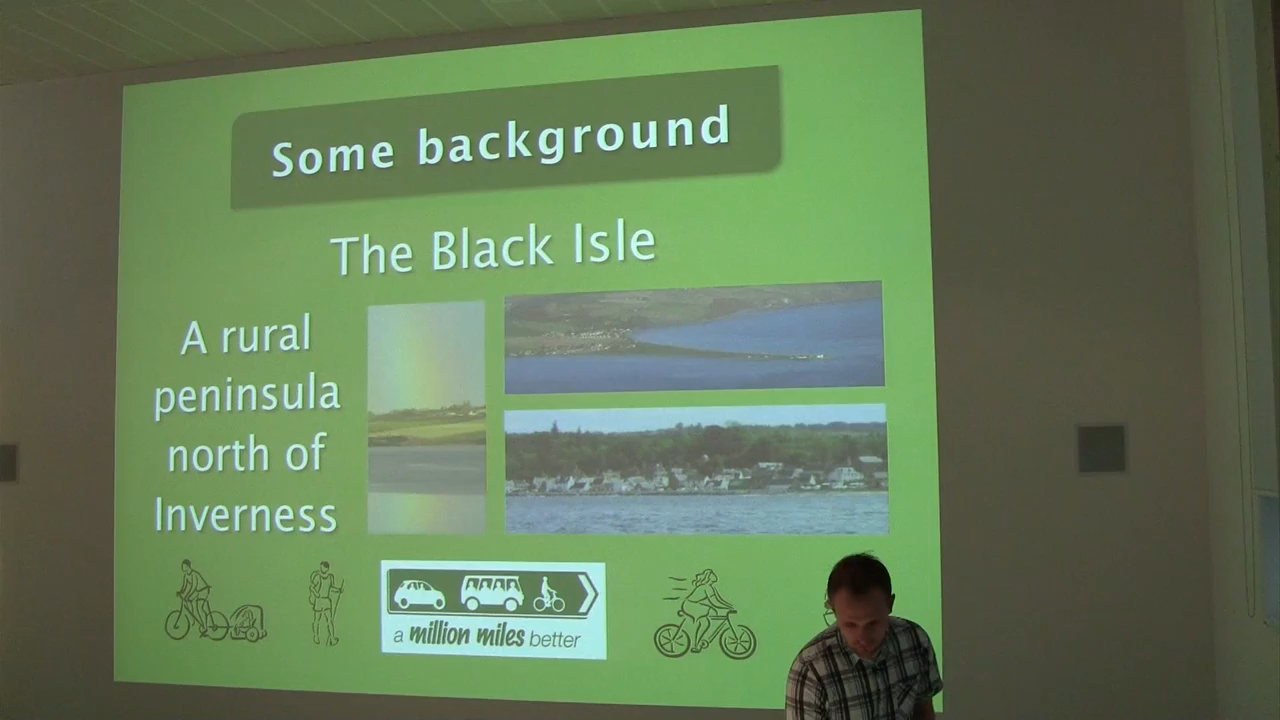 Some background
The Black Isle
A rural
peninsula
north of
Inverness
a million miles better